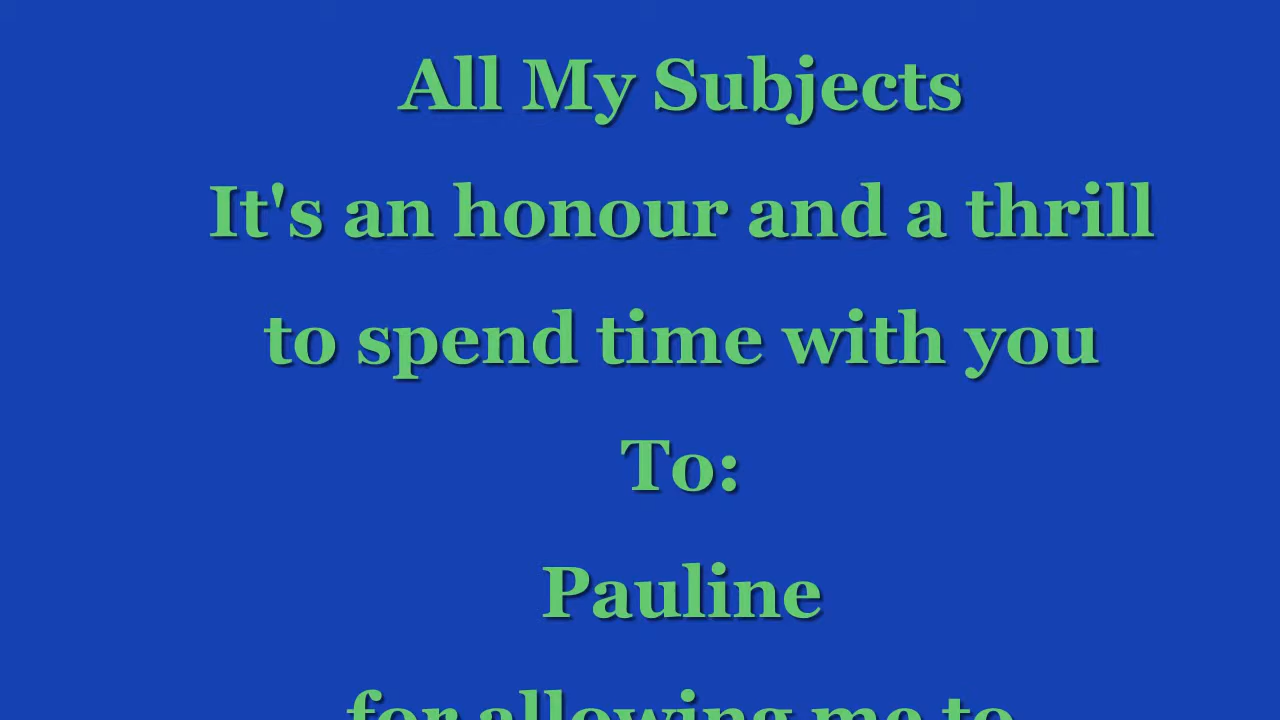 All My Subjects
It's an honour and a thrill
to spend time with you
To:
Pauline
for allowing me to